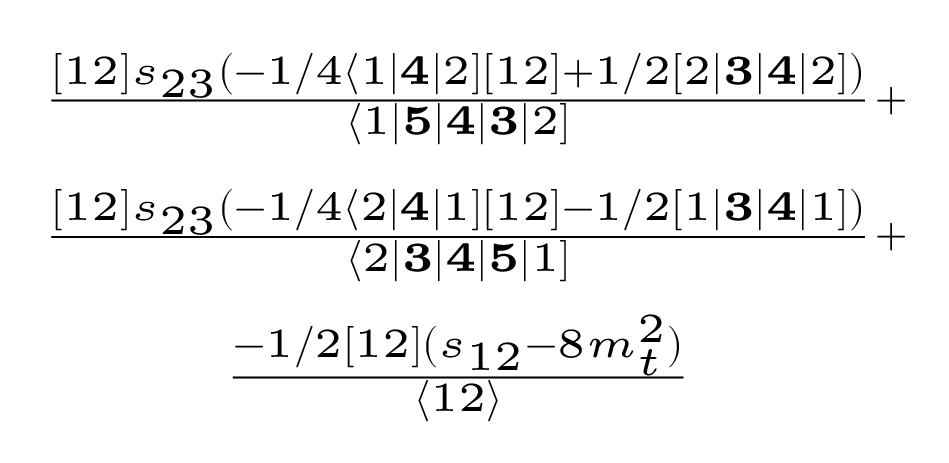 [12]s₂₃(−1/4⟨1|𝟒|2][12]+1/2[2|𝟑|𝟒|2])
⟨1|𝟓|𝟒|𝟑|2] +
[12]s₂₃(−1/4⟨2|𝟒|1][12]−1/2[1|𝟑|𝟒|1])
⟨2|𝟑|𝟒|𝟓|1] +
−1/2[12](s₁₂−8m²ₜ)
⟨12⟩